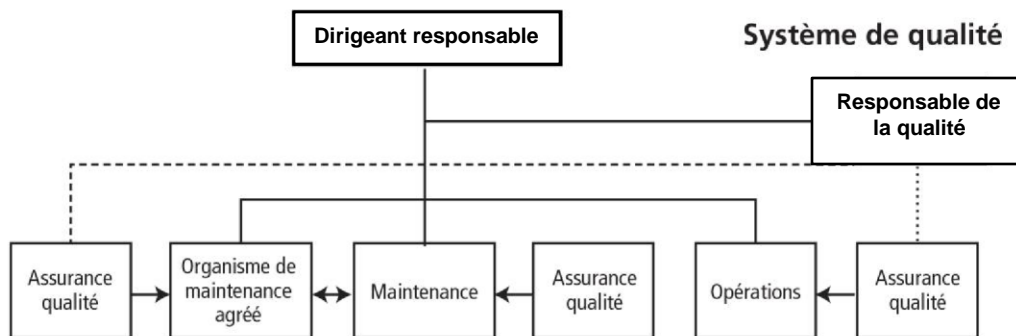 Dirigeant responsable
Système de qualité
Responsable de
la qualité
Assurance
qualité
Organisme de
maintenance
agréé
Maintenance
Assurance
qualité
Opérations
Assurance
qualité